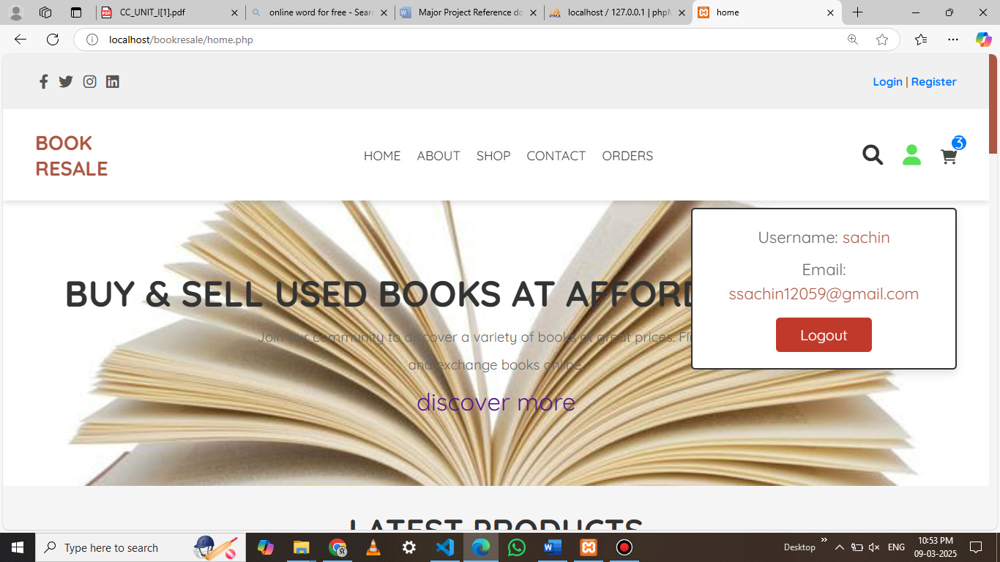 CC_UNIT_I[1].pdf
online word for free - Sear
Major Project Reference do
localhost / 127.0.0.1 | php
home
localhost/bookresale/home.php
Login | Register
BOOK
RESALE
HOME ABOUT SHOP CONTACT ORDERS
3
Username: sachin
Email:
ssachin12059@gmail.com
Logout
BUY & SELL USED BOOKS AT AFFORD
Join our community to discover a variety of books at great prices. Fi
and exchange books online
discover more
LATEST PRODUCTS
Type here to search
Desktop
ENG
10:53 PM
09-03-2025